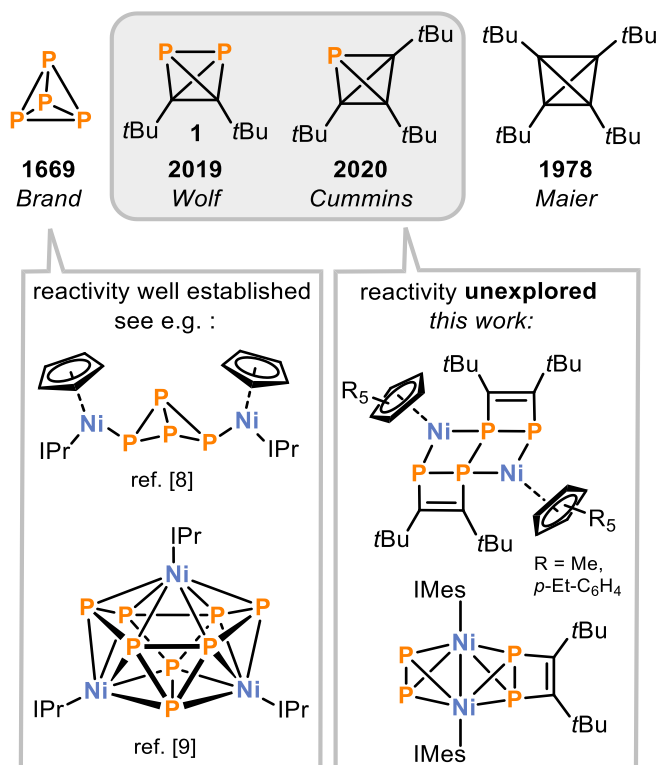 P
P
P
P
P P
tBu 1 tBu
P tBu
tBu tBu
tBu tBu
tBu tBu
1669
Brand
2019
Wolf
2020
Cummins
1978
Maier
reactivity well established
see e.g. :
Ni Ni
IPr IPr
P
P P P
ref. [8]
IPr
Ni
P P P P
P P
P
Ni Ni
IPr IPr
P
ref. [9]
reactivity unexplored
this work:
tBu tBu
R5
Ni P P
P P Ni
R5
tBu tBu
R = Me,
p-Et-C6H4
IMes
Ni
tBu
P P
P P
Ni
tBu
IMes